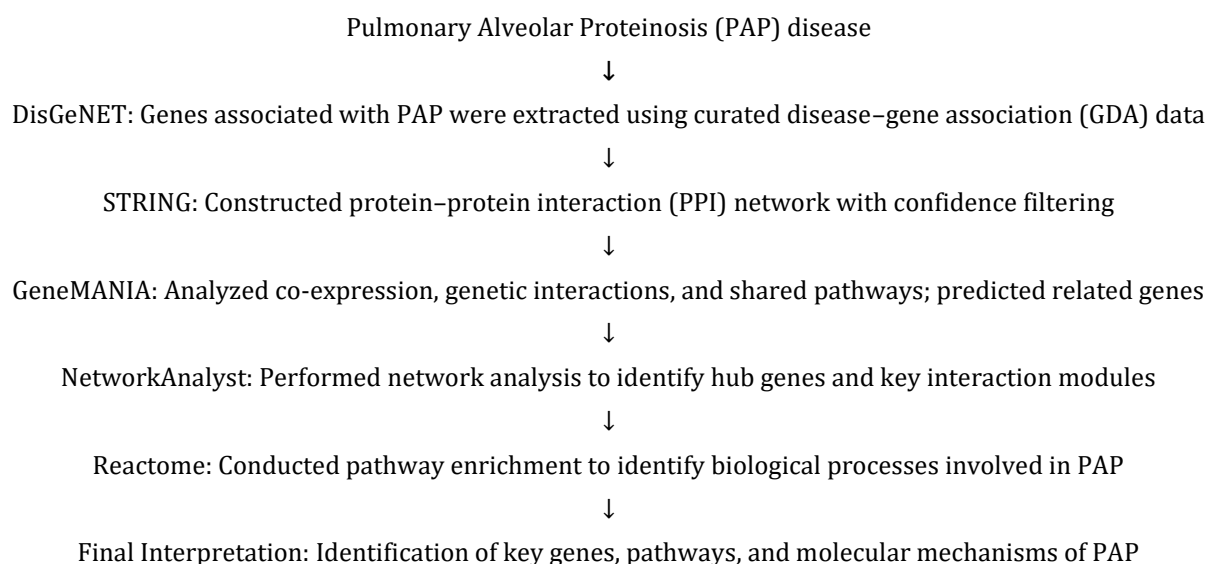 Pulmonary Alveolar Proteinosis (PAP) disease
↓
DisGeNET: Genes associated with PAP were extracted using curated disease–gene association (GDA) data
↓
STRING: Constructed protein–protein interaction (PPI) network with confidence filtering
↓
GeneMANIA: Analyzed co-expression, genetic interactions, and shared pathways; predicted related genes
↓
NetworkAnalyst: Performed network analysis to identify hub genes and key interaction modules
↓
Reactome: Conducted pathway enrichment to identify biological processes involved in PAP
↓
Final Interpretation: Identification of key genes, pathways, and molecular mechanisms of PAP